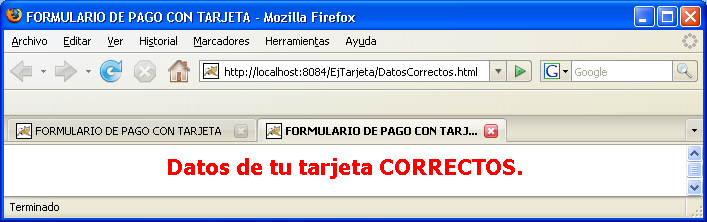 FORMULARIO DE PAGO CON TARJETA - Mozilla Firefox
Archivo Editar Ver Historial Marcadores Herramientas Ayuda
http://localhost:8084/EjTarjeta/DatosCorrectos.html G Google
FORMULARIO DE PAGO CON TARJETA FORMULARIO DE PAGO CON TARJ...
Datos de tu tarjeta CORRECTOS.
Terminado